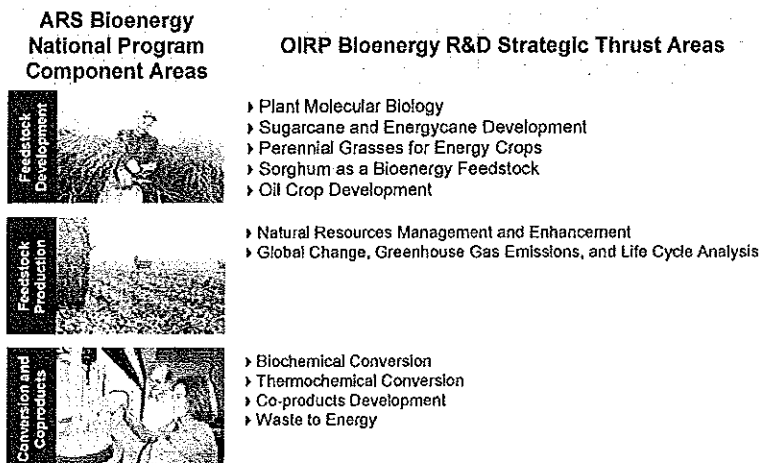 ARS Bioenergy
National Program
Component Areas
OIRP Bioenergy R&D Strategic Thrust Areas
Feedstock
Development
Plant Molecular Biology
Sugarcane and Energycane Development
Perennial Grasses for Energy Crops
Sorghum as a Bioenergy Feedstock
Oil Crop Development
Feedstock
Production
Natural Resources Management and Enhancement
Global Change, Greenhouse Gas Emissions, and Life Cycle Analysis
Conversion and
Coproducts
Biochemical Conversion
Thermochemical Conversion
Co-products Development
Waste to Energy